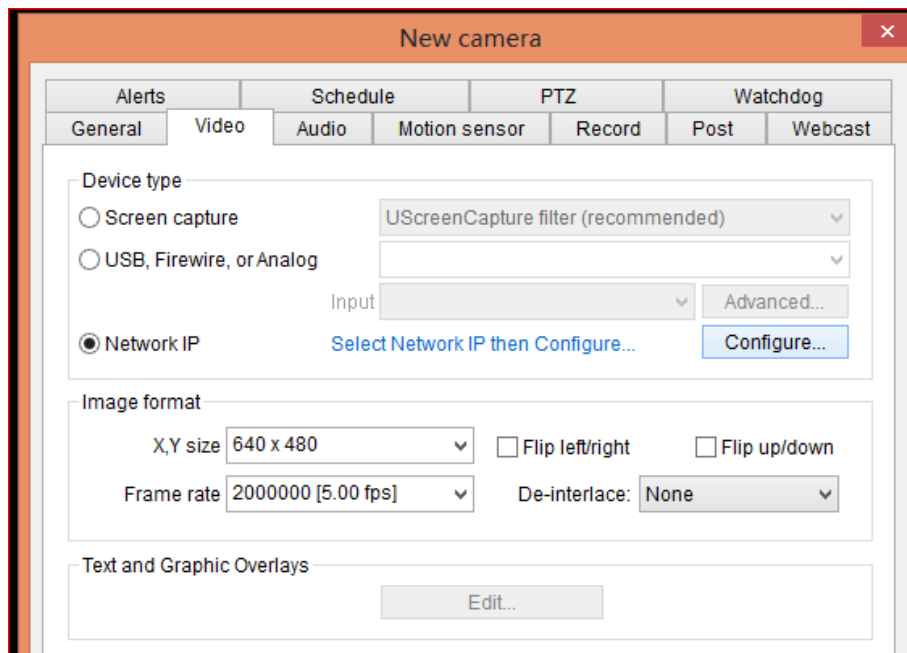 New camera
Alerts Schedule PTZ Watchdog
General Video Audio Motion sensor Record Post Webcast
Device type
Screen capture UScreenCapture filter (recommended)
USB, Firewire, or Analog
Input Advanced...
Network IP Select Network IP then Configure... Configure...
Image format
X,Y size 640 x 480 Flip left/right Flip up/down
Frame rate 2000000 [5.00 fps] De-interlace: None
Text and Graphic Overlays
Edit...